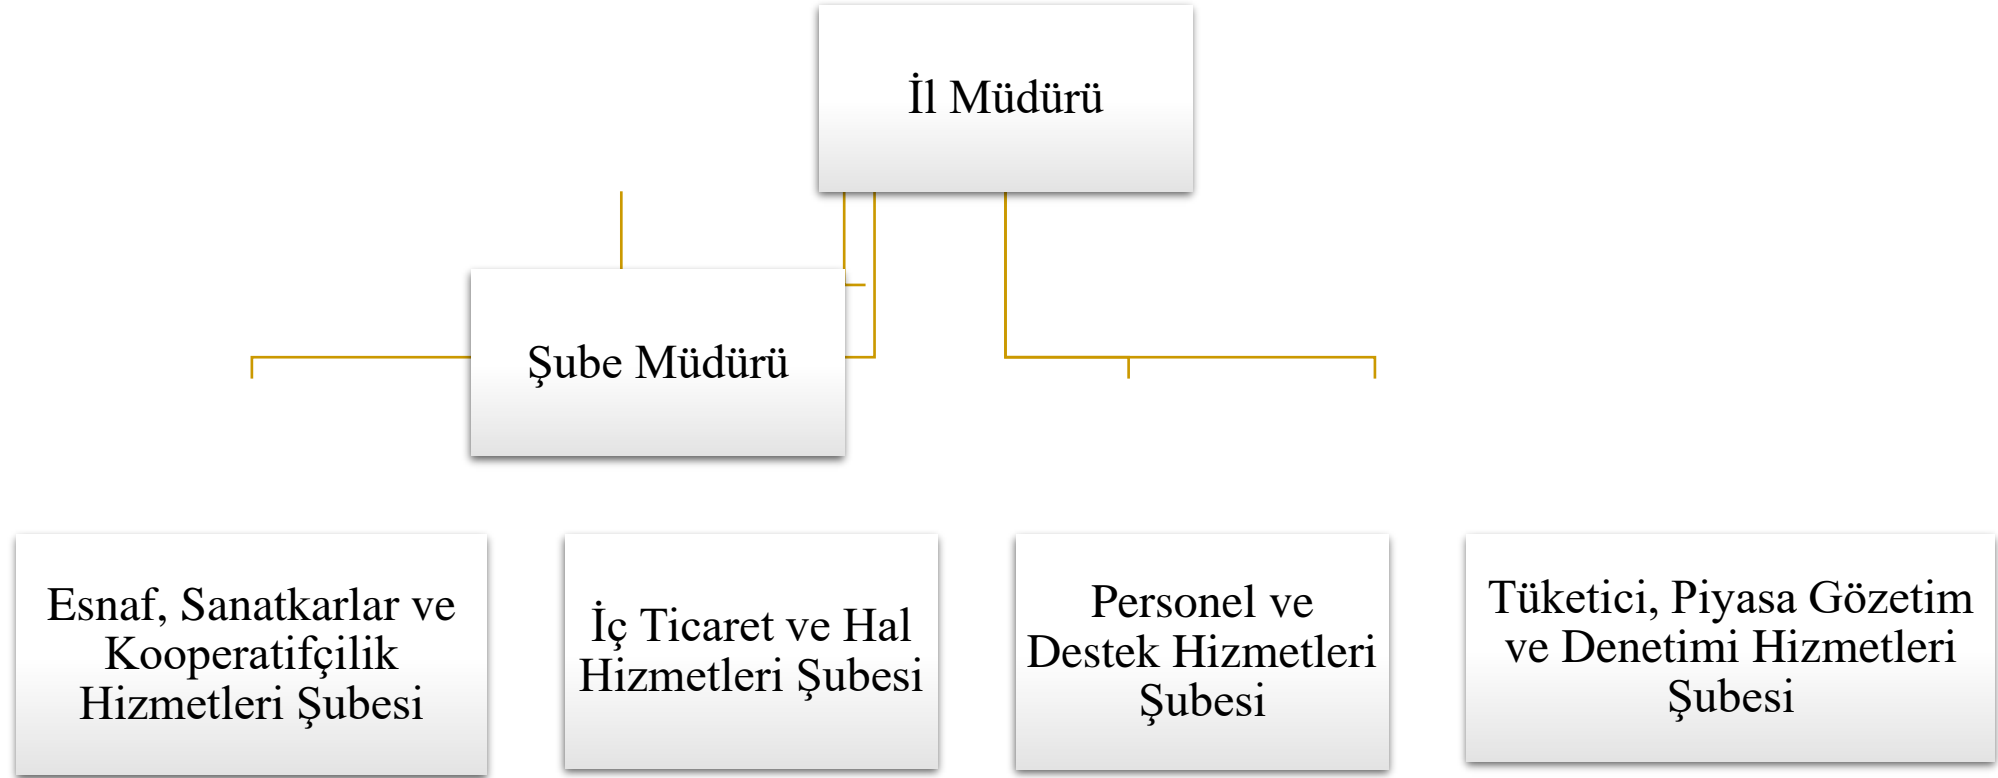 İl Müdürü
Şube Müdürü
Esnaf, Sanatkarlar ve
Kooperatifçilik
Hizmetleri Şubesi
İç Ticaret ve Hal
Hizmetleri Şubesi
Personel ve
Destek Hizmetleri
Şubesi
Tüketici, Piyasa Gözetim
ve Denetimi Hizmetleri
Şubesi